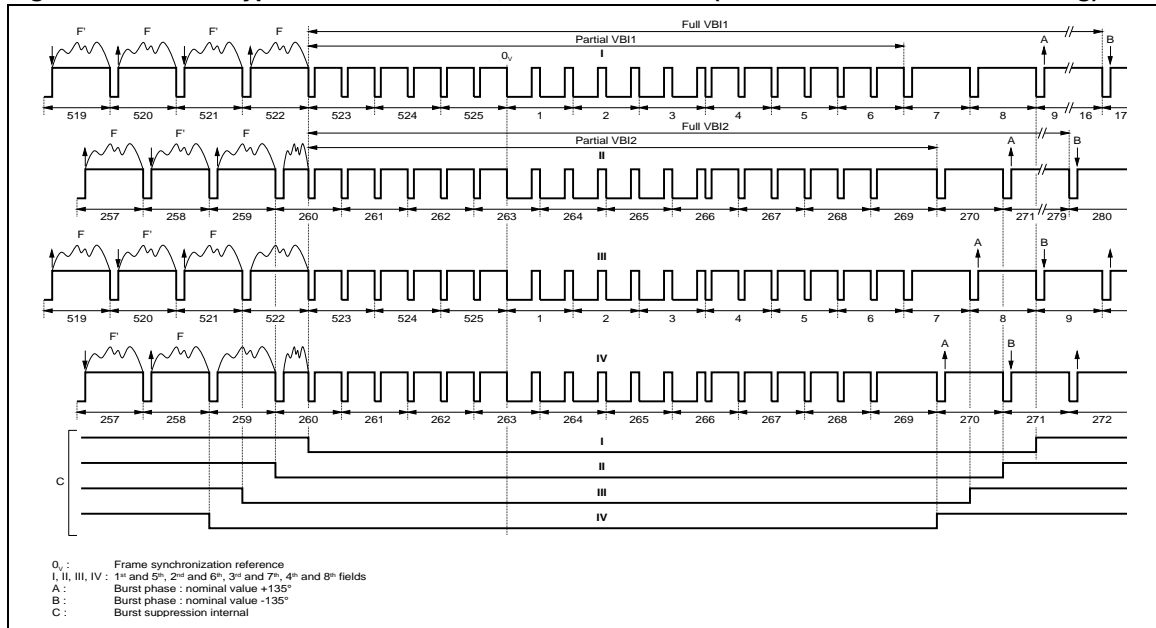 Full VBI1
F' F F' F Partial VBI1 A B
0V I
519 520 521 522 523 524 525 1 2 3 4 5 6 7 8 9 16 17
Full VBI2
F F' F Partial VBI2 A B
II
257 258 259 260 261 262 263 264 265 266 267 268 269 270 271 279 280
F F' F A B
III
519 520 521 522 523 524 525 1 2 3 4 5 6 7 8 9
F' F A B
IV
257 258 259 260 261 262 263 264 265 266 267 268 269 270 271 272
I
II
C
III
IV
0V : Frame synchronization reference
I, II, III, IV : 1st and 5th, 2nd and 6th, 3rd and 7th, 4th and 8th fields
A : Burst phase : nominal value +135°
B : Burst phase : nominal value -135°
C : Burst suppression internal